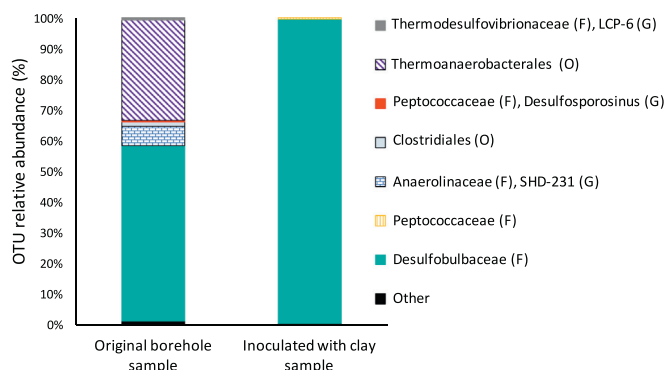 OTU relative abundance (%)
100%
90%
80%
70%
60%
50%
40%
30%
20%
10%
0%
Original borehole
sample
Inoculated with clay
sample
Thermodesulfovibrionaceae (F), LCP-6 (G)
Thermoanaerobacterales (O)
Peptococcaceae (F), Desulfosporosinus (G)
Clostridiales (O)
Anaerolinaceae (F), SHD-231 (G)
Peptococcaceae (F)
Desulfobulbaceae (F)
Other